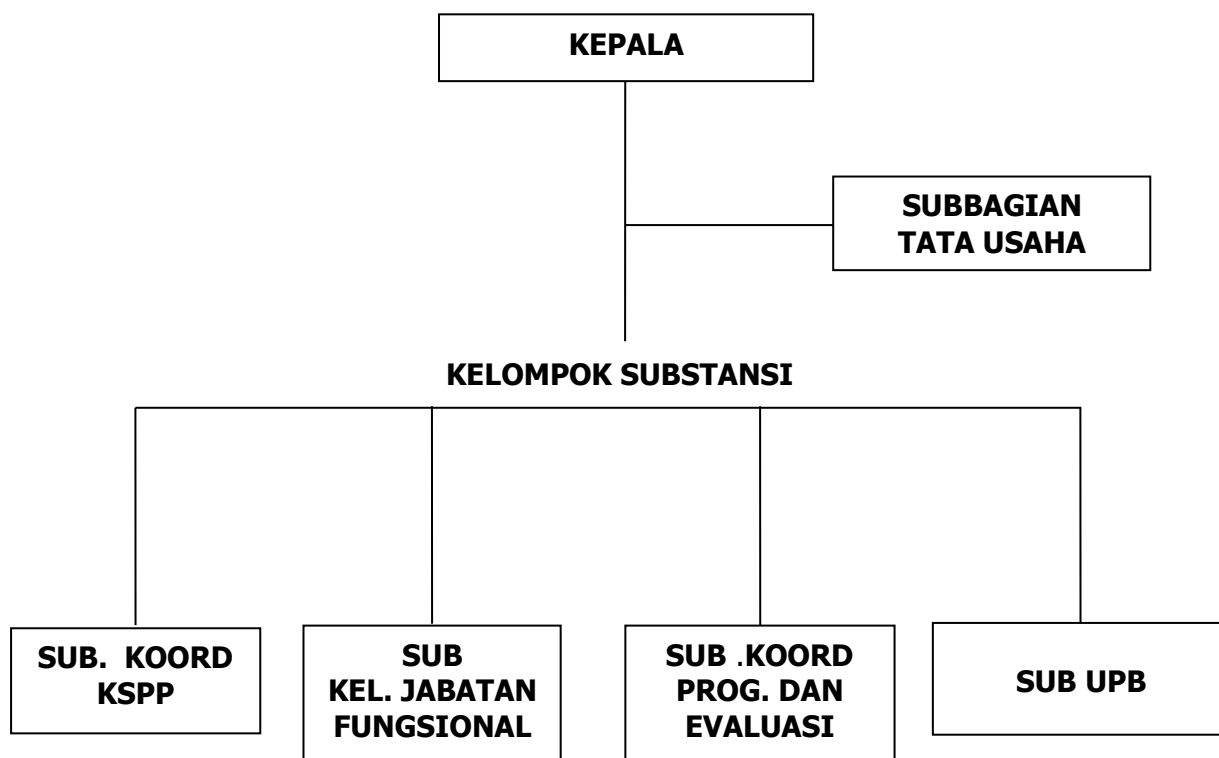 KEPALA
SUBBAGIAN
TATA USAHA
KELOMPOK SUBSTANSI
SUB. KOORD
KSPP
SUB
KEL. JABATAN
FUNGSIONAL
SUB .KOORD
PROG. DAN
EVALUASI
SUB UPB